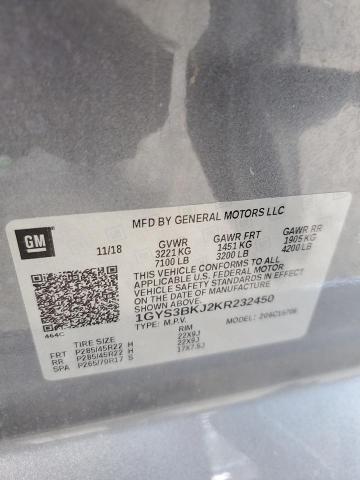 MFD BY GENERAL MOTORS LLC
GM
11/18
GVWR GAWR FRT GAWR RR
3221 KG 1451 KG 1905 KG
7100 LB 3200 LB 4200 LB
THIS VEHICLE CONFORMS TO ALL
APPLICABLE U.S. FEDERAL MOTOR
VEHICLE SAFETY STANDARDS IN EFFECT ON
THE DATE OF MANUFACTURE SHOWN ABOVE.
464C
1GYS3BKJ2KR232450
TYPE: M.P.V. MODEL:
TIRE SIZE RIM
FRT P285/45R22 H 22X9J
RR P285/45R22 H 22X9J
SPA P265/70R17 S 17X7.5J